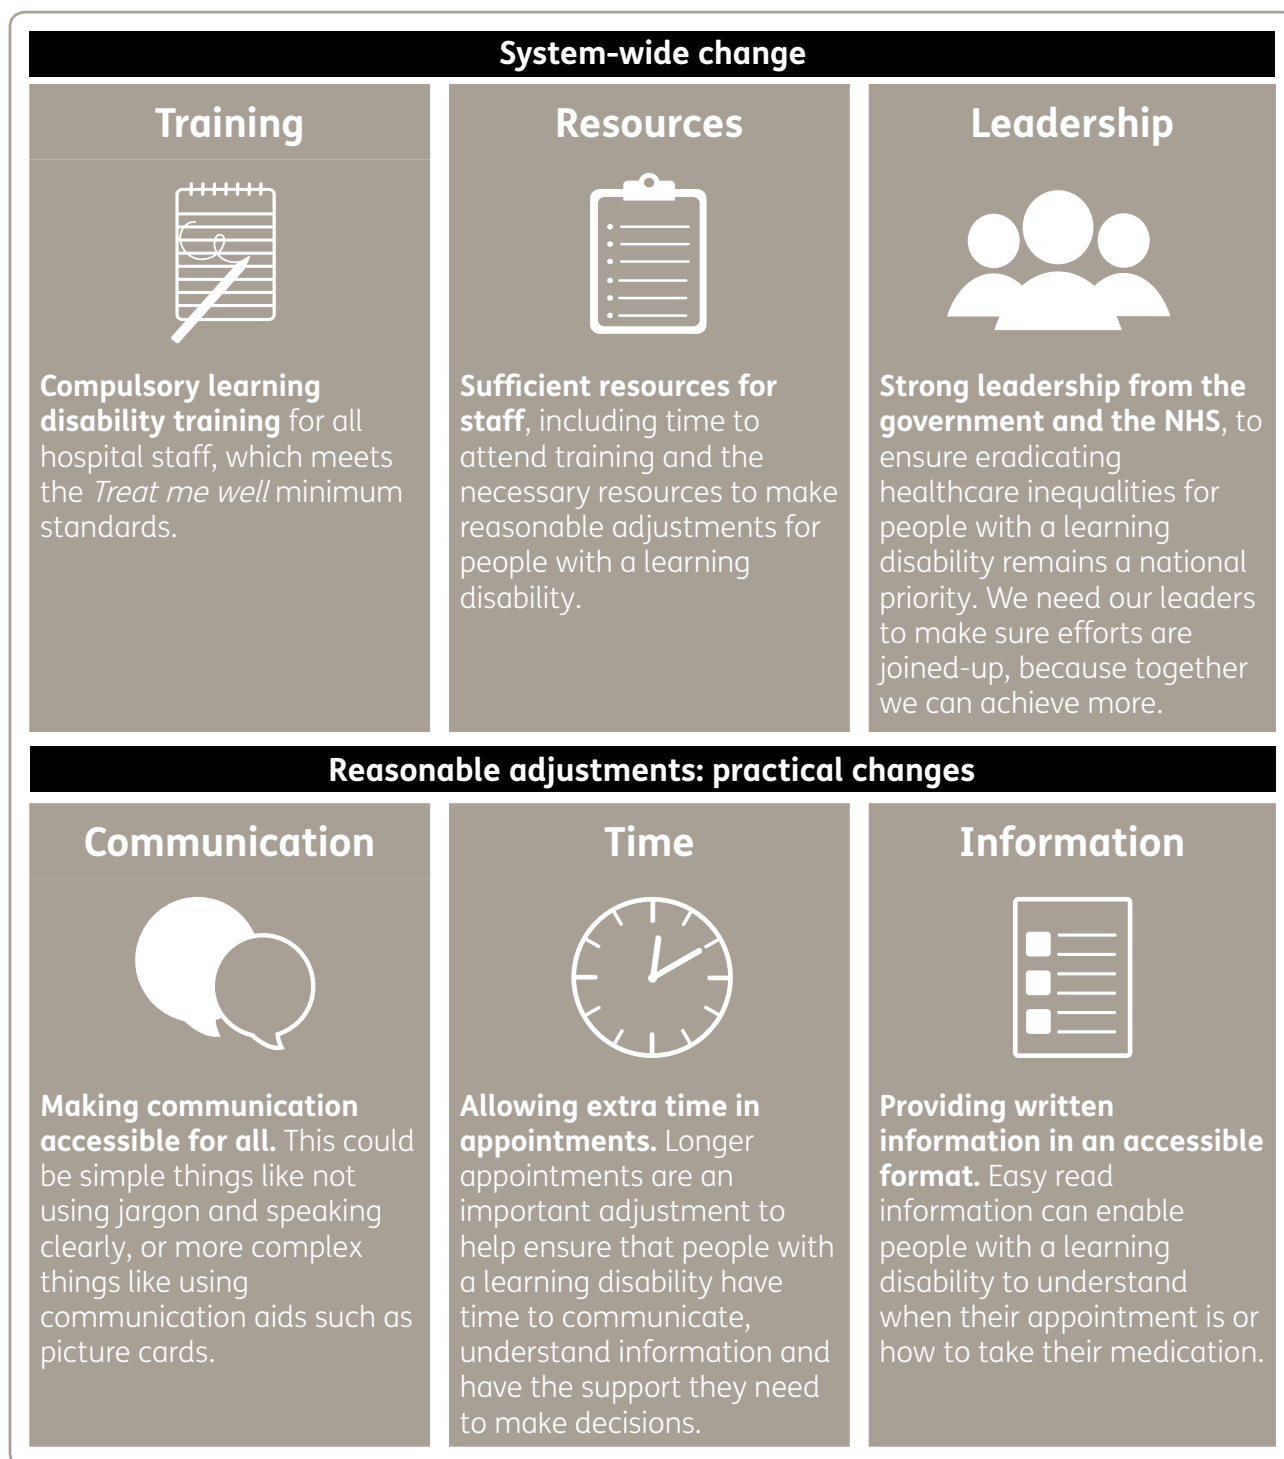 System-wide change
Training
Compulsory learning
disability training for all
hospital staff, which meets
the Treat me well minimum
standards.
Resources
Sufficient resources for
staff, including time to
attend training and the
necessary resources to make
reasonable adjustments for
people with a learning
disability.
Leadership
Strong leadership from the
government and the NHS, to
ensure eradicating
healthcare inequalities for
people with a learning
disability remains a national
priority. We need our leaders
to make sure efforts are
joined-up, because together
we can achieve more.
Reasonable adjustments: practical changes
Communication
Making communication
accessible for all. This could
be simple things like not
using jargon and speaking
clearly, or more complex
things like using
communication aids such as
picture cards.
Time
Allowing extra time in
appointments. Longer
appointments are an
important adjustment to
help ensure that people with
a learning disability have
time to communicate,
understand information and
have the support they need
to make decisions.
Information
Providing written
information in an accessible
format. Easy read
information can enable
people with a learning
disability to understand
when their appointment is or
how to take their medication.